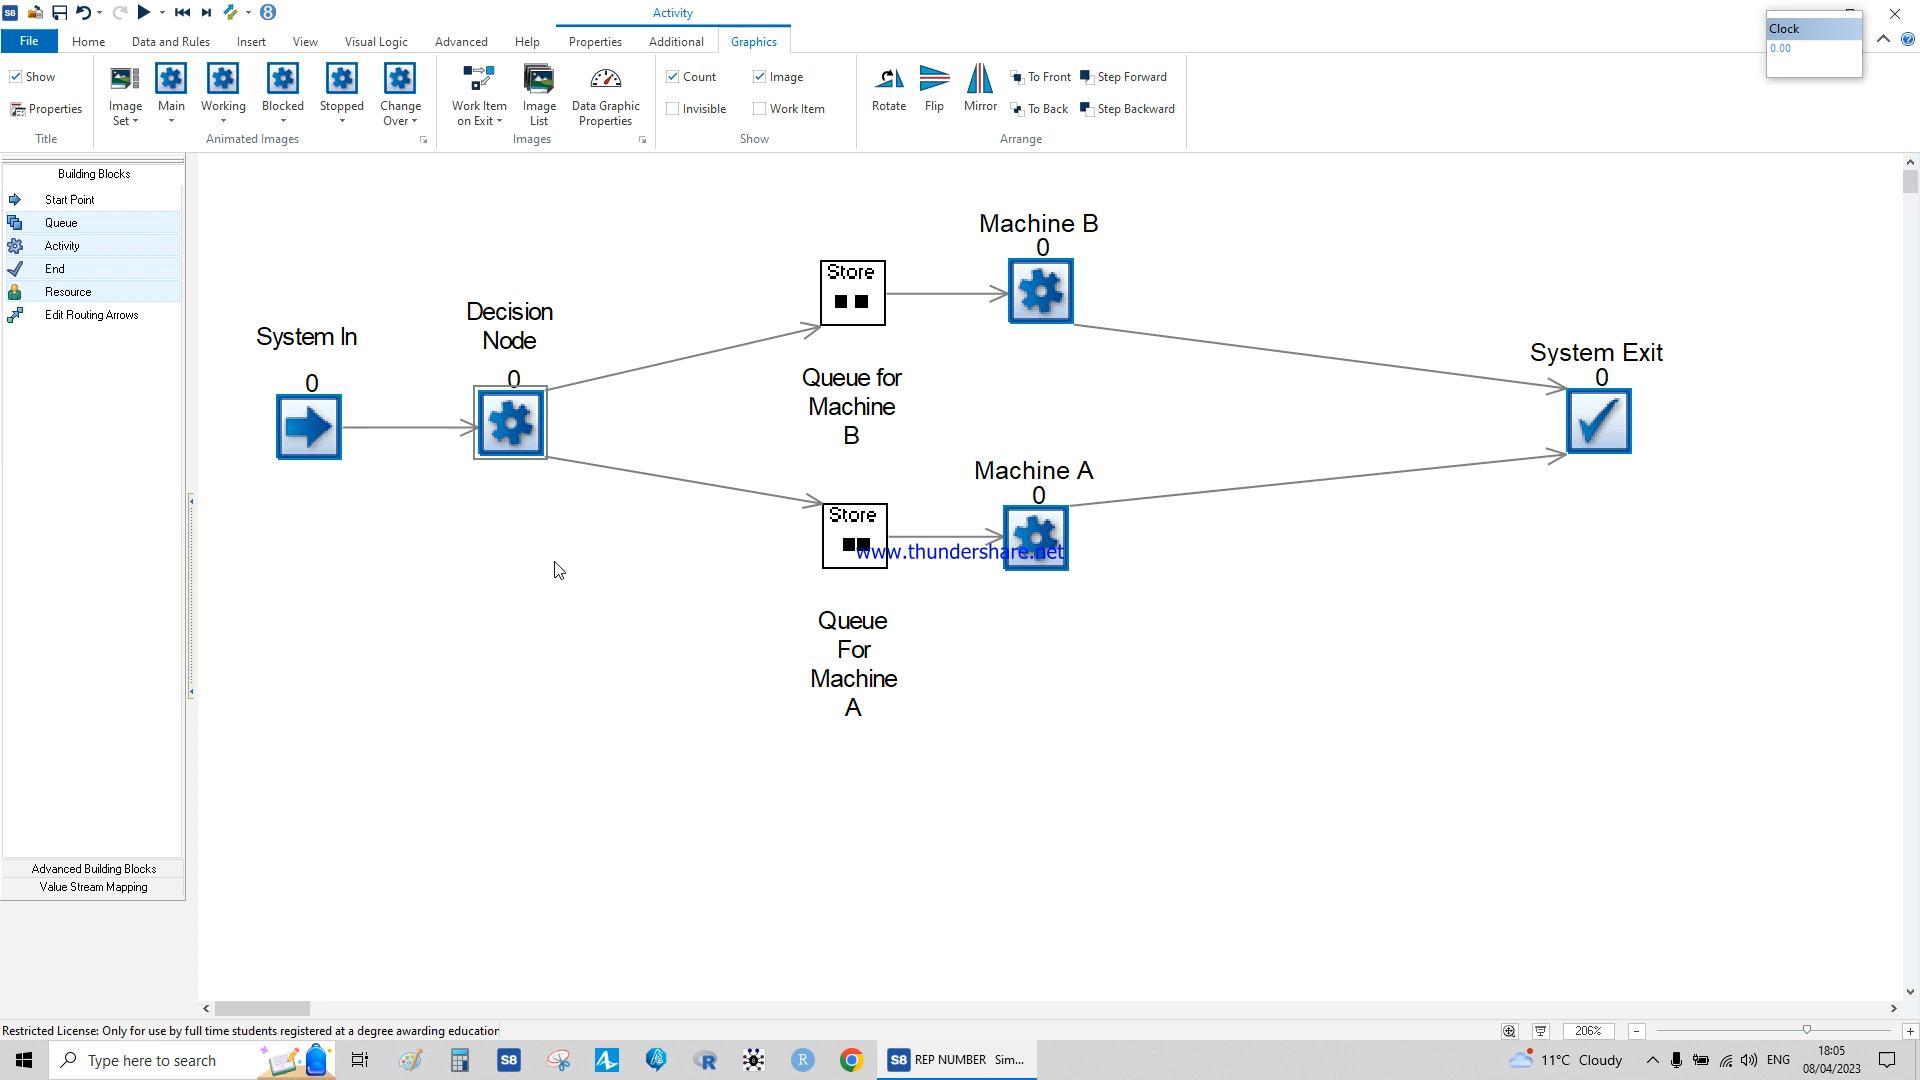 S8
Activity
File Home Data and Rules Insert View Visual Logic Advanced Help Properties Additional Graphics
Show
Properties
Title
Image Set
Main
Working
Blocked
Stopped
Change Over
Animated Images
Work Item on Exit
Image List
Data Graphic Properties
Images
Count Image
Invisible Work Item
Show
Rotate Flip Mirror
To Front Step Forward
To Back Step Backward
Arrange
Clock
0.00
Building Blocks
Start Point
Queue
Activity
End
Resource
Edit Routing Arrows
Advanced Building Blocks
Value Stream Mapping
System In
0
Decision
Node
0
Store
Queue for
Machine
B
Machine B
0
Store
Queue
For
Machine
A
Machine A
0
www.thundershare.net
System Exit
0
Restricted License: Only for use by full time students registered at a degree awarding education
206%
Type here to search
S8
R
R
S8 REP NUMBER Sim...
11°C Cloudy
ENG
18:05
08/04/2023